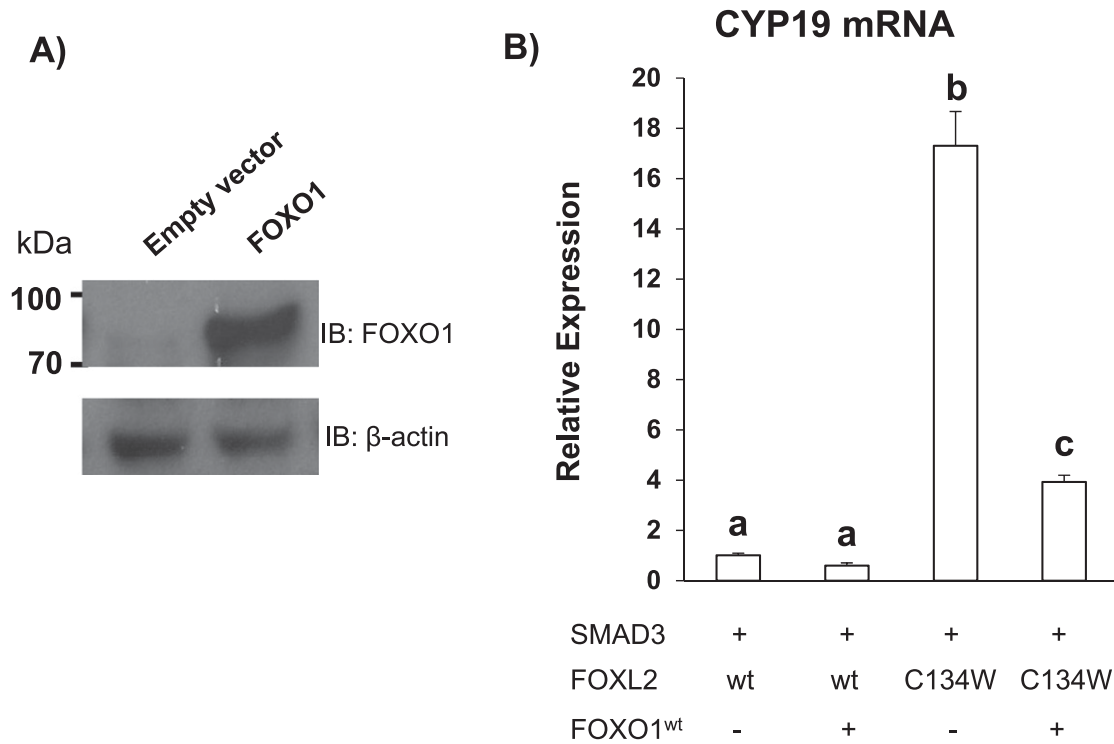 A)
Empty vector
FOXO1
kDa
100
70
IB: FOXO1
IB: β-actin
B)
CYP19 mRNA
Relative Expression
20
18
16
14
12
10
8
6
4
2
0
a
a
b
c
SMAD3 + + + +
FOXL2 wt wt C134W C134W
FOXO1wt - + - +